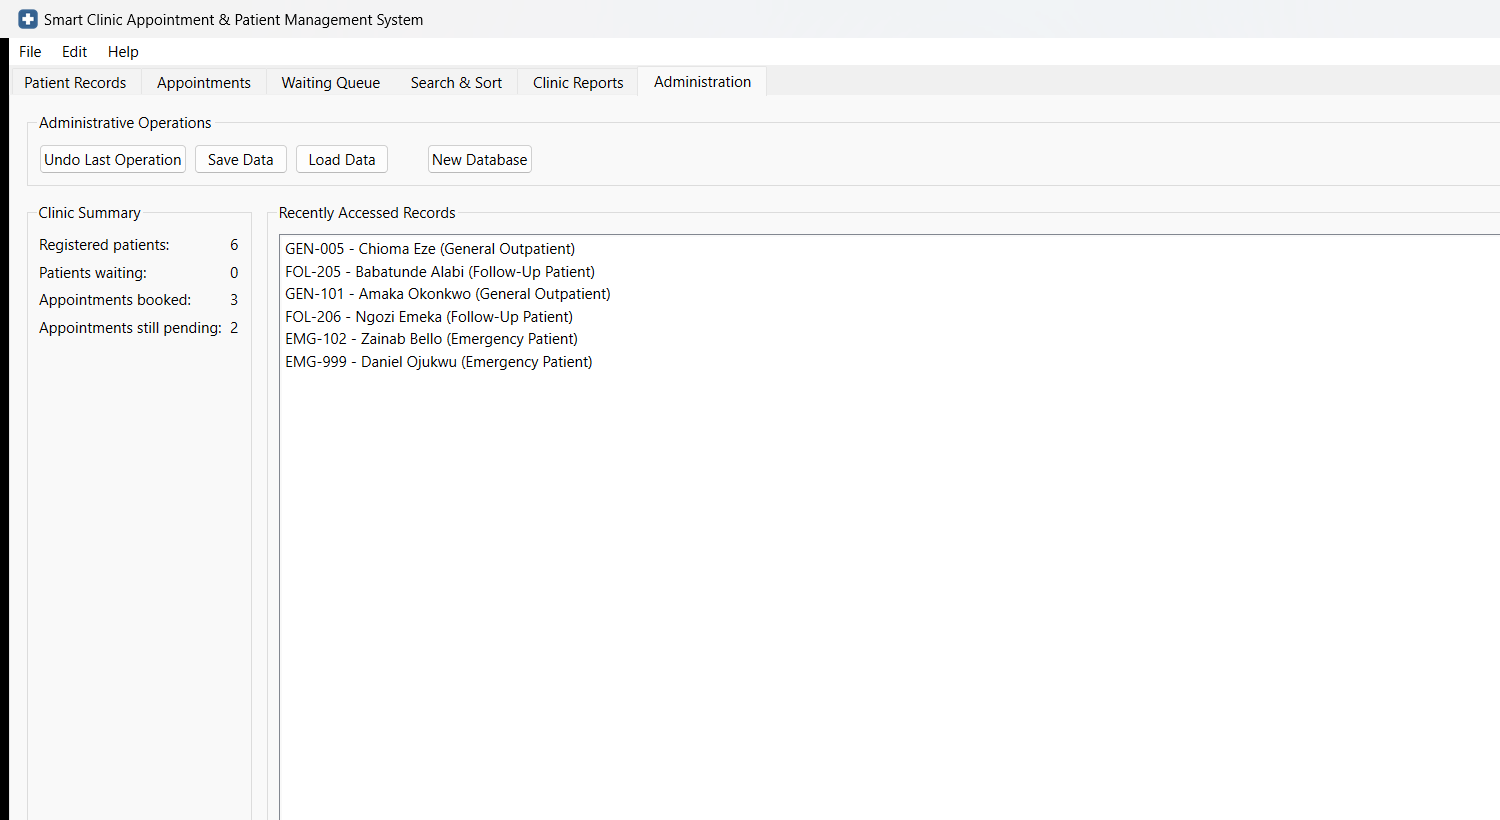 Smart Clinic Appointment & Patient Management System
File Edit Help
Patient Records Appointments Waiting Queue Search & Sort Clinic Reports Administration
Administrative Operations
Undo Last Operation Save Data Load Data New Database
Clinic Summary
Registered patients: 6
Patients waiting: 0
Appointments booked: 3
Appointments still pending: 2
Recently Accessed Records
GEN-005 - Chioma Eze (General Outpatient)
FOL-205 - Babatunde Alabi (Follow-Up Patient)
GEN-101 - Amaka Okonkwo (General Outpatient)
FOL-206 - Ngozi Emeka (Follow-Up Patient)
EMG-102 - Zainab Bello (Emergency Patient)
EMG-999 - Daniel Ojukwu (Emergency Patient)